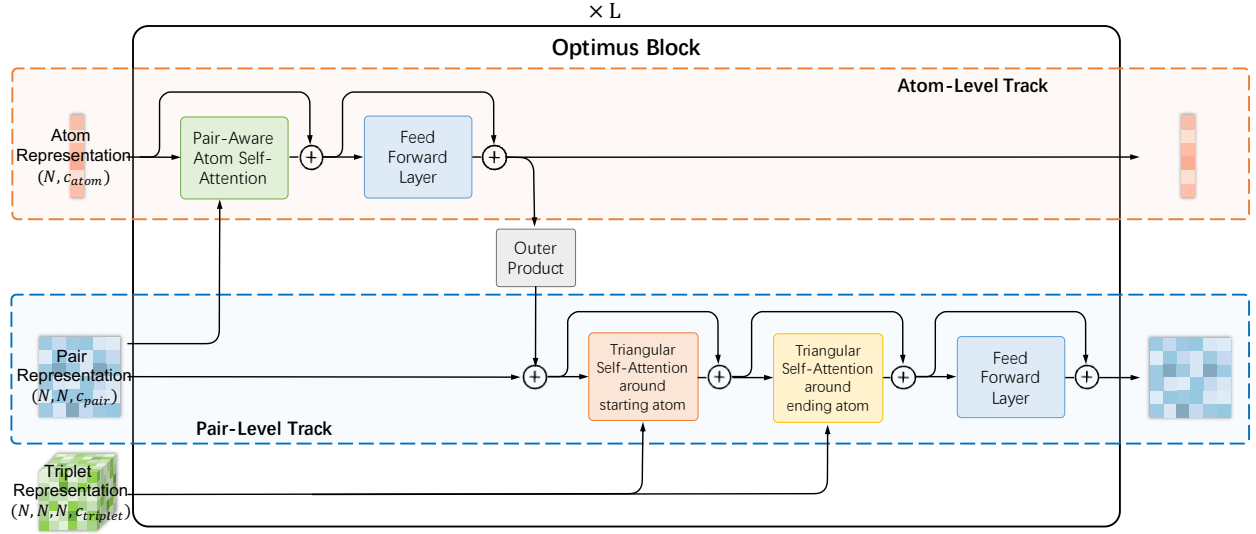 × L
Optimus Block
Atom-Level Track
Atom
Representation
(N, c_atom)
Pair-Aware
Atom Self-
Attention
+
Feed
Forward
Layer
+
Outer
Product
Pair
Representation
(N, N, c_pair)
+
Triangular
Self-Attention
around
starting atom
+
Triangular
Self-Attention
around
ending atom
+
Feed
Forward
Layer
+
Pair-Level Track
Triplet
Representation
(N, N, N, c_triplet)